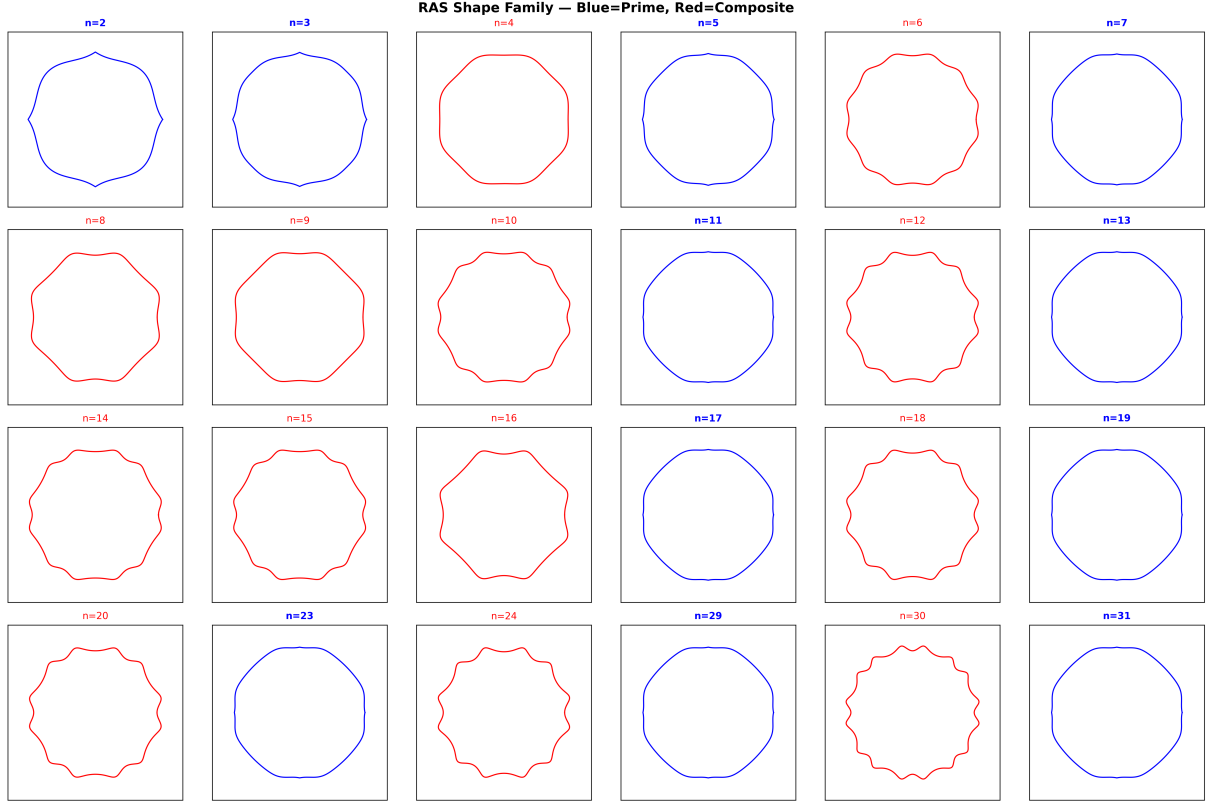 RAS Shape Family — Blue=Prime, Red=Composite
n=2 n=3 n=4 n=5 n=6 n=7
n=8 n=9 n=10 n=11 n=12 n=13
n=14 n=15 n=16 n=17 n=18 n=19
n=20 n=23 n=24 n=29 n=30 n=31